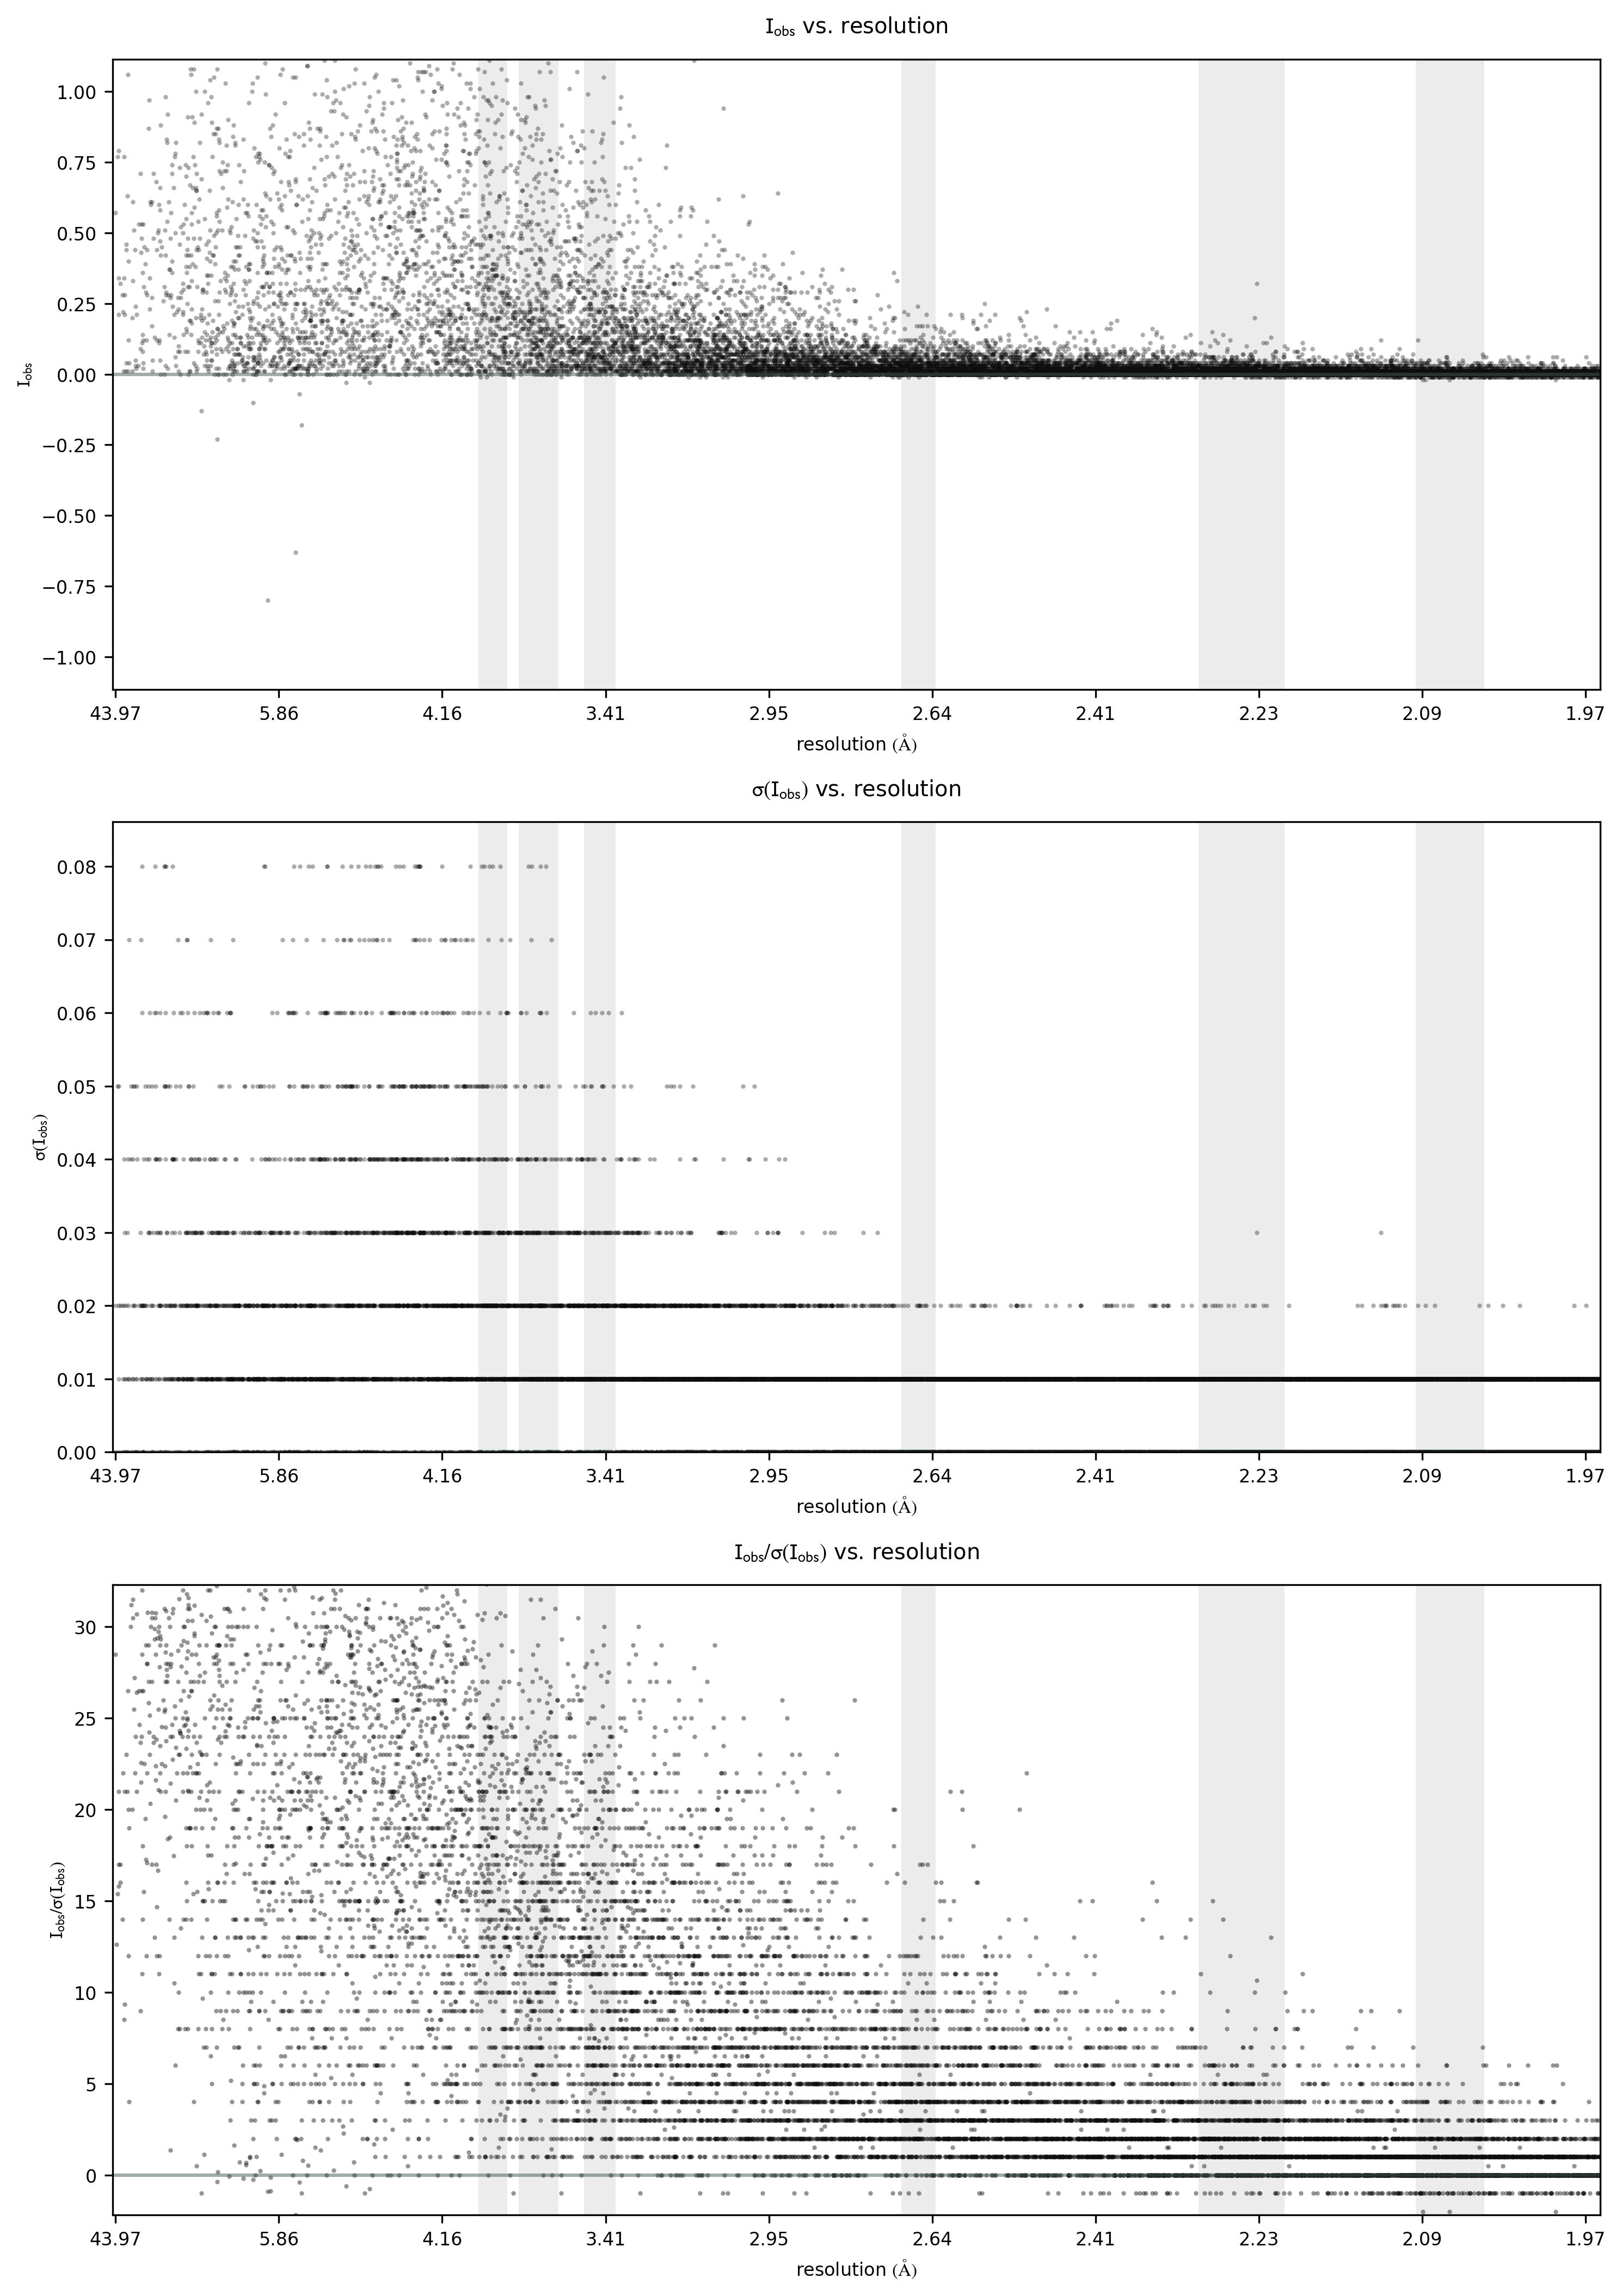 Iobs vs. resolution
1.00
0.75
0.50
0.25
0.00
−0.25
−0.50
−0.75
−1.00
Iobs
43.97 5.86 4.16 3.41 2.95 2.64 2.41 2.23 2.09 1.97
resolution (Å)
σ(Iobs) vs. resolution
0.08
0.07
0.06
0.05
0.04
0.03
0.02
0.01
0.00
σ(Iobs)
43.97 5.86 4.16 3.41 2.95 2.64 2.41 2.23 2.09 1.97
resolution (Å)
Iobs/σ(Iobs) vs. resolution
30
25
20
15
10
5
0
Iobs/σ(Iobs)
43.97 5.86 4.16 3.41 2.95 2.64 2.41 2.23 2.09 1.97
resolution (Å)